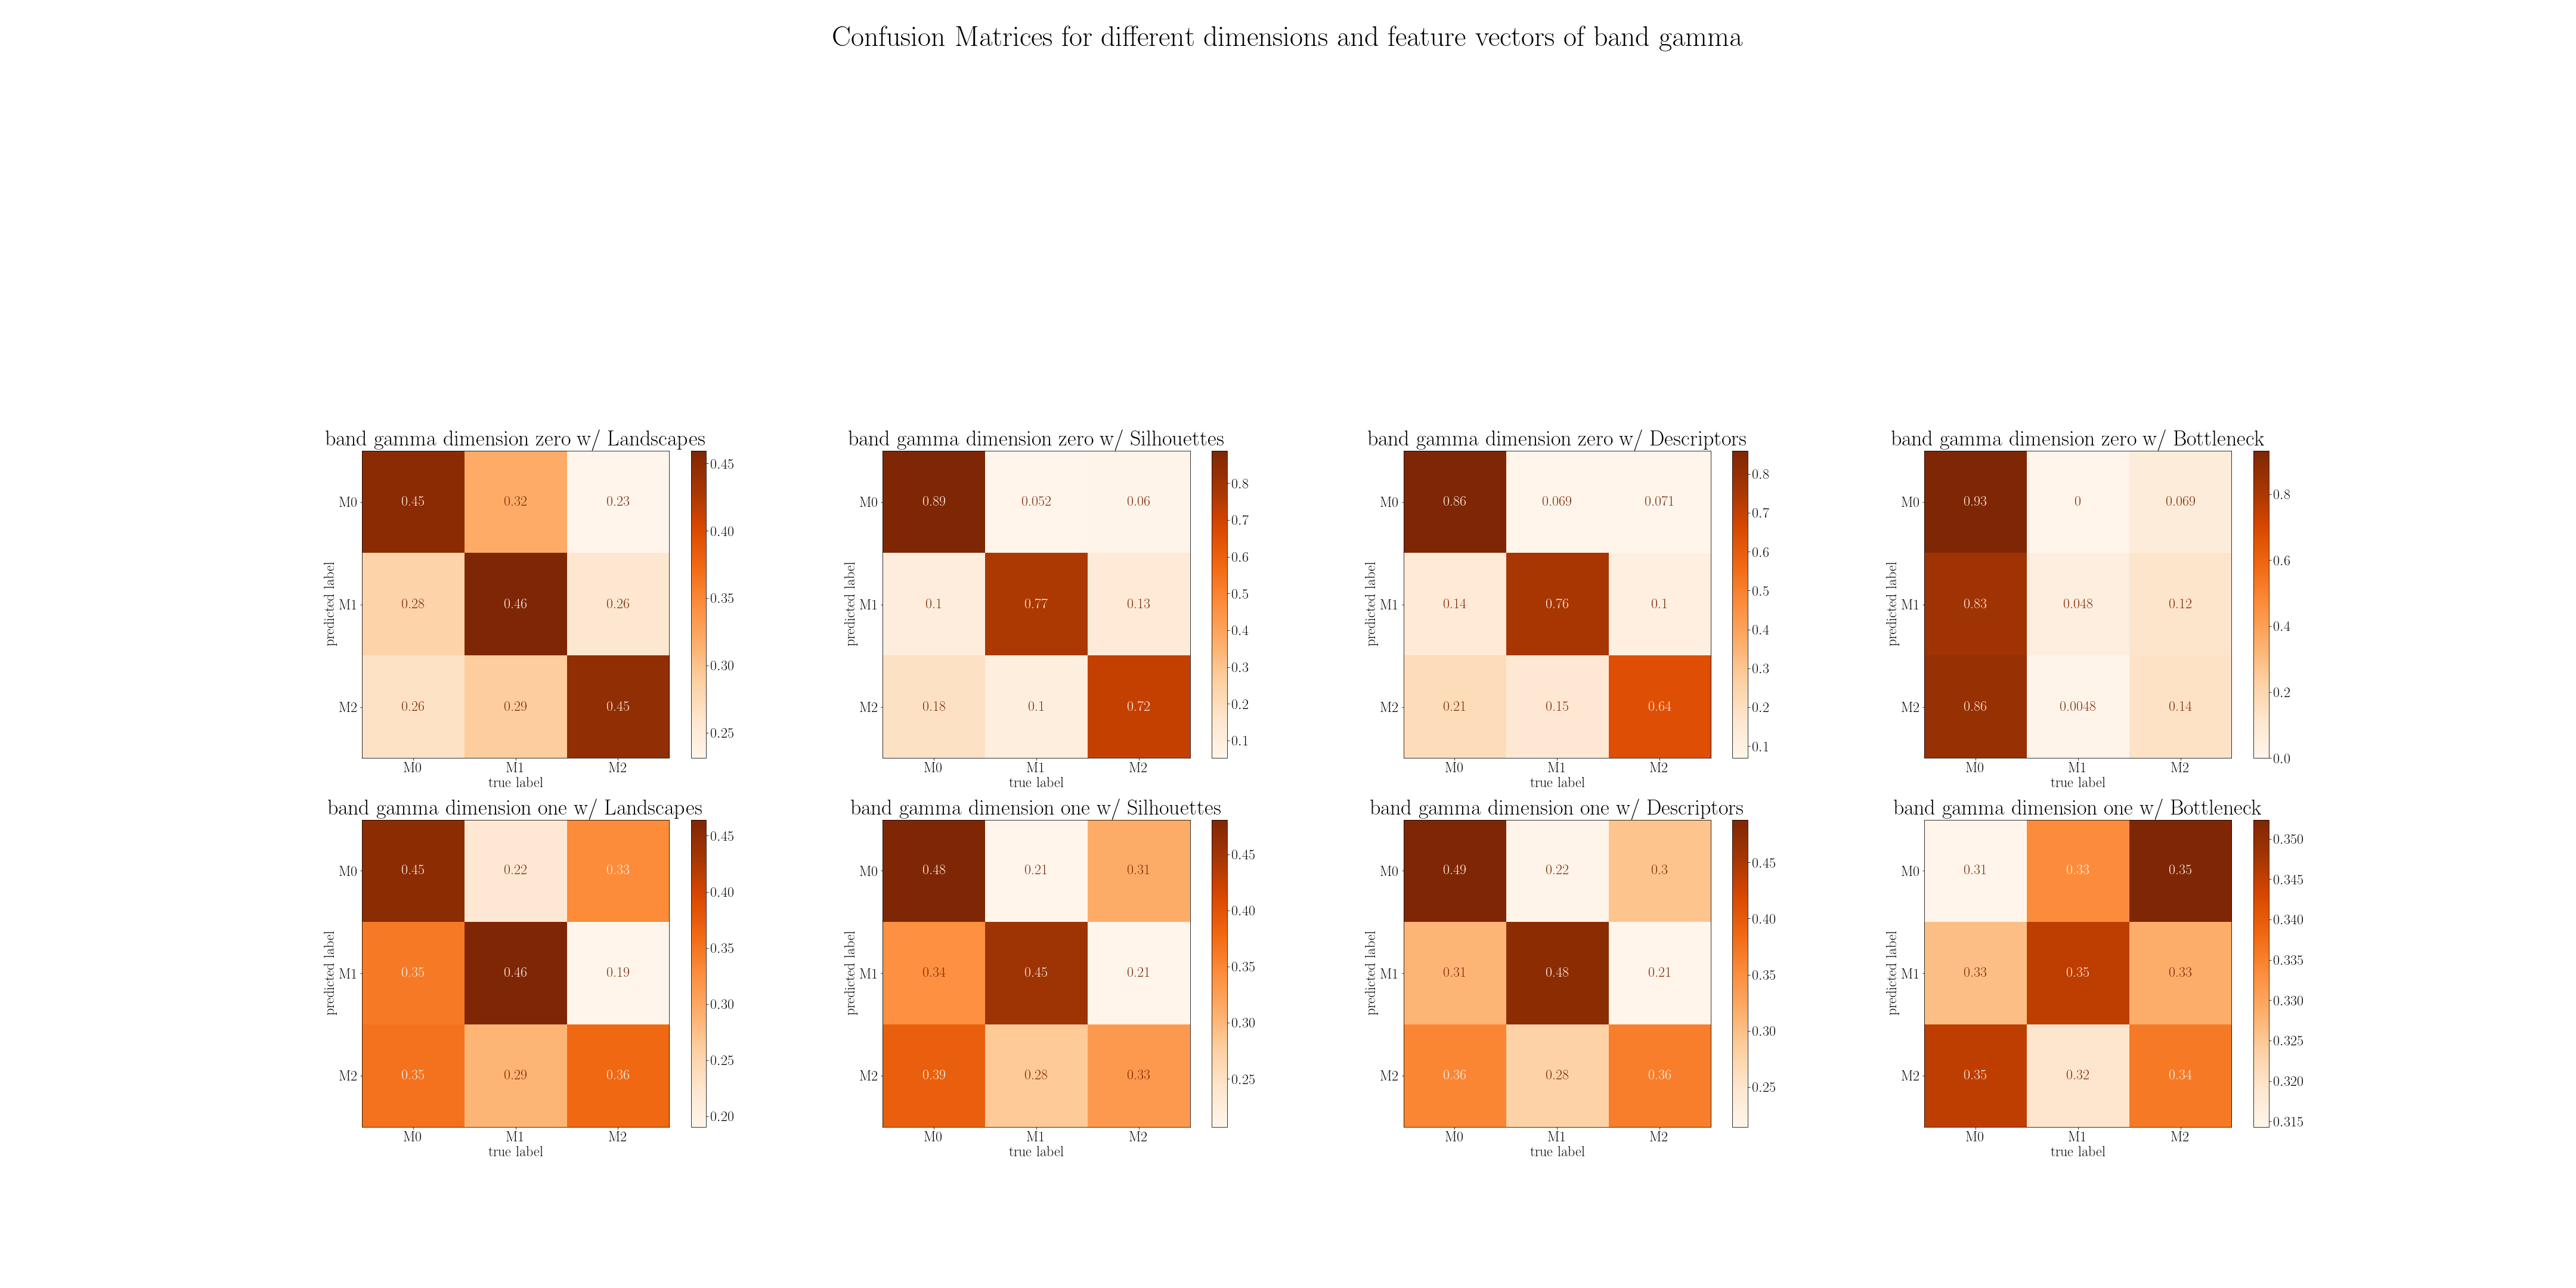 Confusion Matrices for different dimensions and feature vectors of band gamma
band gamma dimension zero w/ Landscapes
predicted label
M0 0.45 0.32 0.23
M1 0.28 0.46 0.26
M2 0.26 0.29 0.45
M0 M1 M2
true label
0.45
0.40
0.35
0.30
0.25
band gamma dimension zero w/ Silhouettes
predicted label
M0 0.89 0.052 0.06
M1 0.1 0.77 0.13
M2 0.18 0.1 0.72
M0 M1 M2
true label
0.8
0.7
0.6
0.5
0.4
0.3
0.2
0.1
band gamma dimension zero w/ Descriptors
predicted label
M0 0.86 0.069 0.071
M1 0.14 0.76 0.1
M2 0.21 0.15 0.64
M0 M1 M2
true label
0.8
0.7
0.6
0.5
0.4
0.3
0.2
0.1
band gamma dimension zero w/ Bottleneck
predicted label
M0 0.93 0 0.069
M1 0.83 0.048 0.12
M2 0.86 0.0048 0.14
M0 M1 M2
true label
0.8
0.6
0.4
0.2
0.0
band gamma dimension one w/ Landscapes
predicted label
M0 0.45 0.22 0.33
M1 0.35 0.46 0.19
M2 0.35 0.29 0.36
M0 M1 M2
true label
0.45
0.40
0.35
0.30
0.25
0.20
band gamma dimension one w/ Silhouettes
predicted label
M0 0.48 0.21 0.31
M1 0.34 0.45 0.21
M2 0.39 0.28 0.33
M0 M1 M2
true label
0.45
0.40
0.35
0.30
0.25
band gamma dimension one w/ Descriptors
predicted label
M0 0.49 0.22 0.3
M1 0.31 0.48 0.21
M2 0.36 0.28 0.36
M0 M1 M2
true label
0.45
0.40
0.35
0.30
0.25
band gamma dimension one w/ Bottleneck
predicted label
M0 0.31 0.33 0.35
M1 0.33 0.35 0.33
M2 0.35 0.32 0.34
M0 M1 M2
true label
0.350
0.345
0.340
0.335
0.330
0.325
0.320
0.315